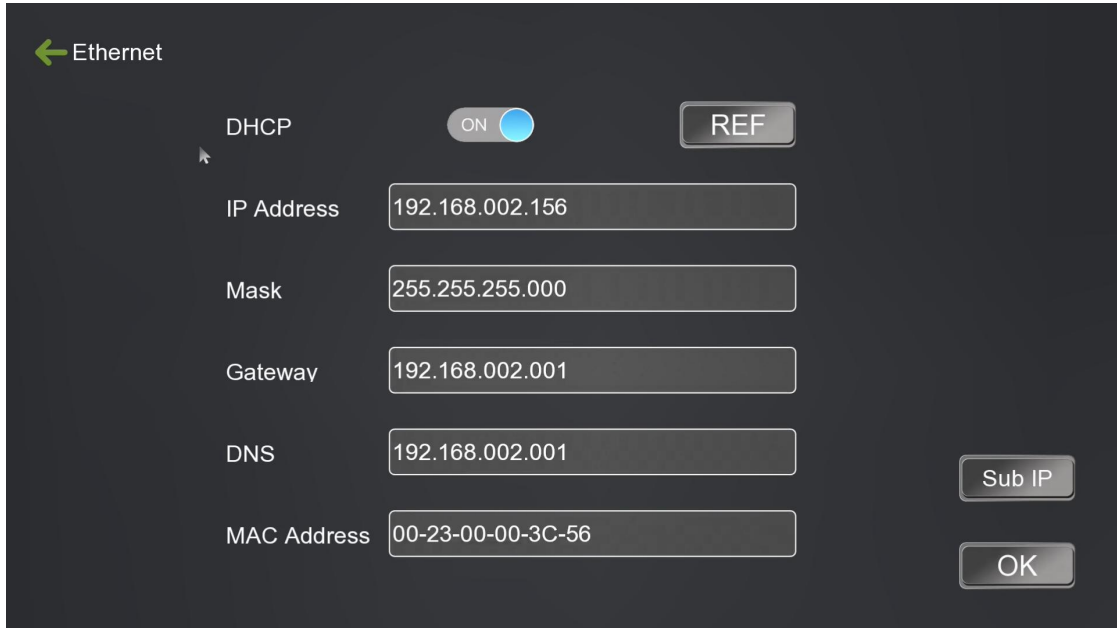 Ethernet
DHCP ON REF
IP Address 192.168.002.156
Mask 255.255.255.000
Gateway 192.168.002.001
DNS 192.168.002.001
Sub IP
MAC Address 00-23-00-00-3C-56
OK